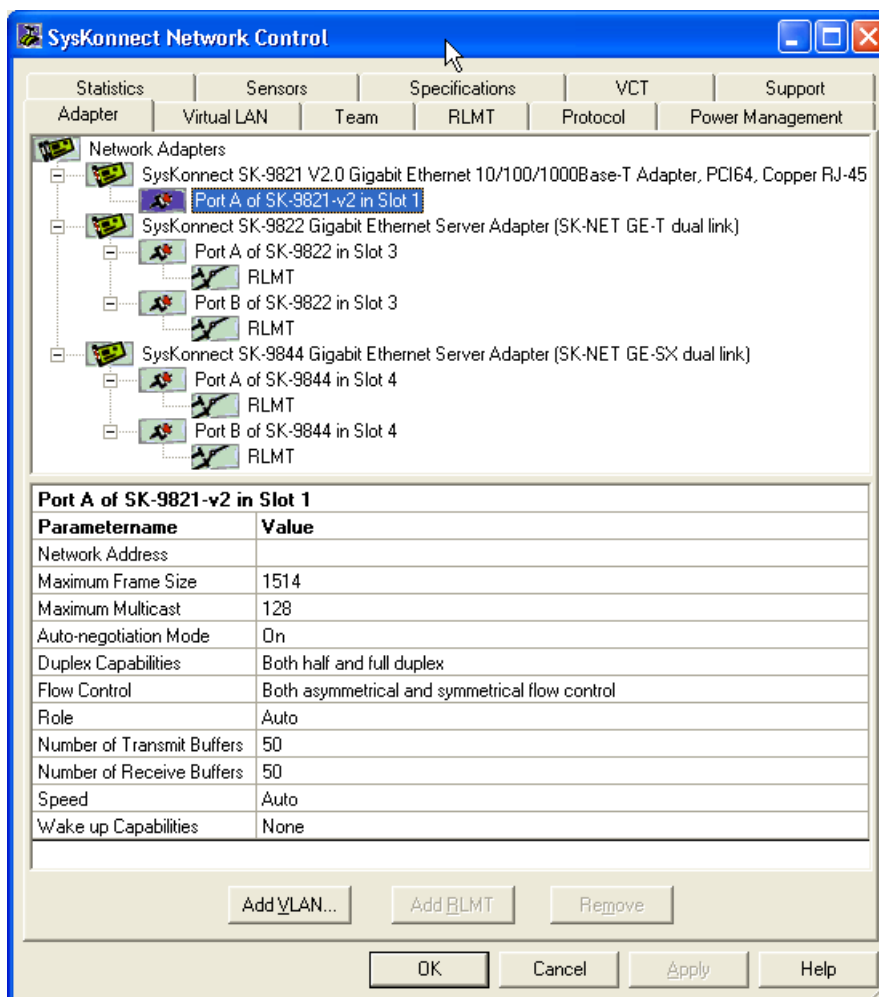 SysKonnect Network Control
Statistics Sensors Specifications VCT Support
Adapter Virtual LAN Team RLMT Protocol Power Management
Network Adapters
SysKonnect SK-9821 V2.0 Gigabit Ethernet 10/100/1000Base-T Adapter, PCI64, Copper RJ-45
Port A of SK-9821-v2 in Slot 1
SysKonnect SK-9822 Gigabit Ethernet Server Adapter (SK-NET GE-T dual link)
Port A of SK-9822 in Slot 3
RLMT
Port B of SK-9822 in Slot 3
RLMT
SysKonnect SK-9844 Gigabit Ethernet Server Adapter (SK-NET GE-SX dual link)
Port A of SK-9844 in Slot 4
RLMT
Port B of SK-9844 in Slot 4
RLMT
Port A of SK-9821-v2 in Slot 1
Parametername Value
Network Address
Maximum Frame Size 1514
Maximum Multicast 128
Auto-negotiation Mode On
Duplex Capabilities Both half and full duplex
Flow Control Both asymmetrical and symmetrical flow control
Role Auto
Number of Transmit Buffers 50
Number of Receive Buffers 50
Speed Auto
Wake up Capabilities None
Add VLAN... Add RLMT Remove
OK Cancel Apply Help